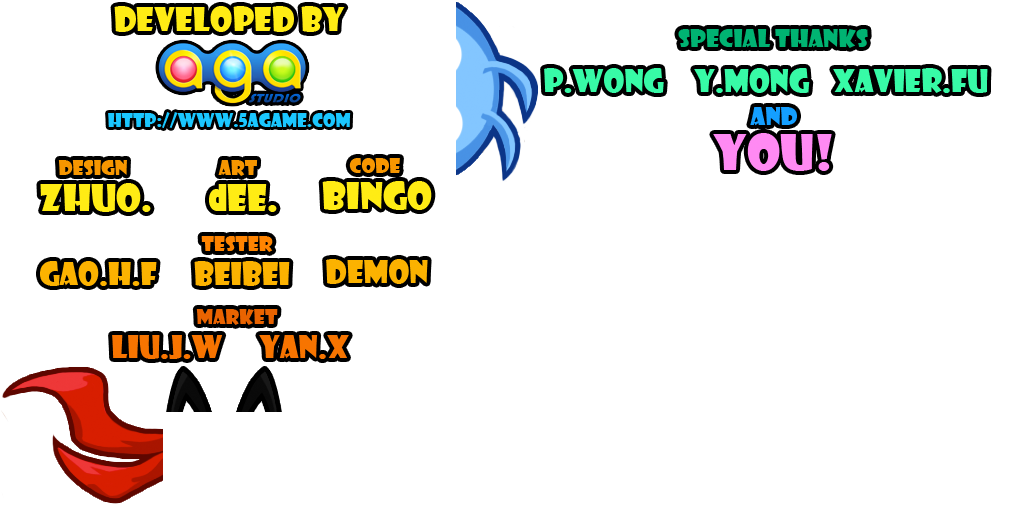 DEVELOPED BY
aga
STUDIO
HTTP://WWW.5AGAME.COM
DESIGN ART CODE
ZHUO. dEE. BINGO
TESTER
GAO.H.F BEIBEI DEMON
MARKET
LIU.J.W YAN.X
SPECIAL THANKS
P.WONG Y.MONG XAVIER.FU
AND
YOU!